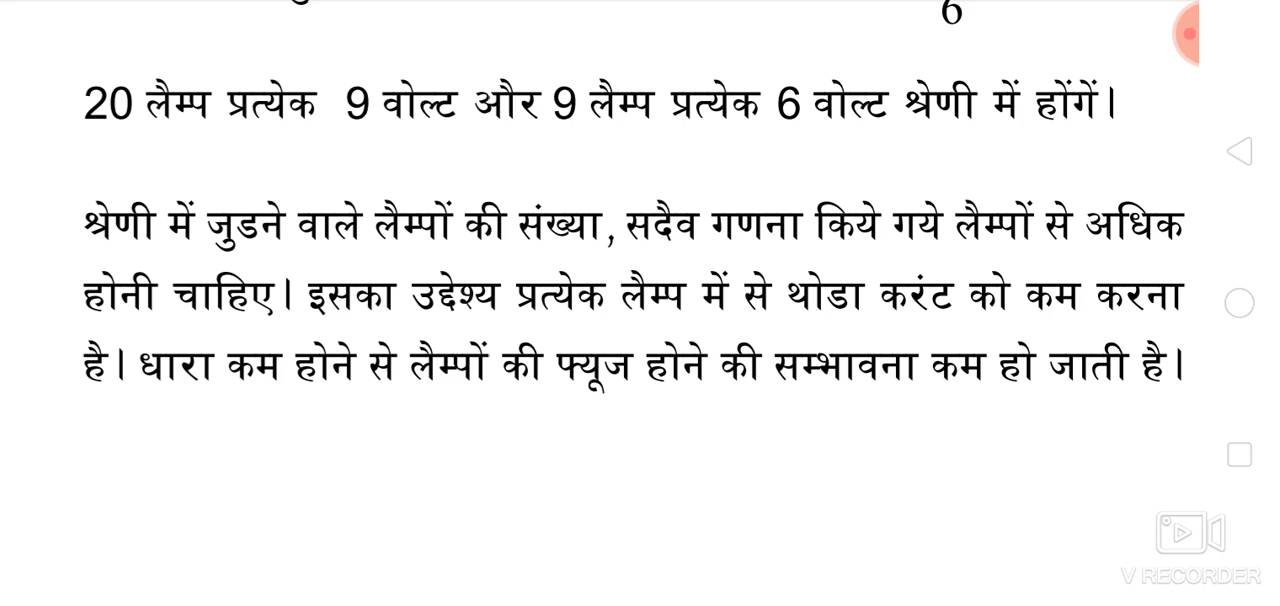 6
20 लैम्प प्रत्येक 9 वोल्ट और 9 लैम्प प्रत्येक 6 वोल्ट श्रेणी में होंगें।
श्रेणी में जुडने वाले लैम्पों की संख्या, सदैव गणना किये गये लैम्पों से अधिक
होनी चाहिए। इसका उद्देश्य प्रत्येक लैम्प में से थोडा करंट को कम करना
है। धारा कम होने से लैम्पों की फ्यूज होने की सम्भावना कम हो जाती है।
V RECORDER